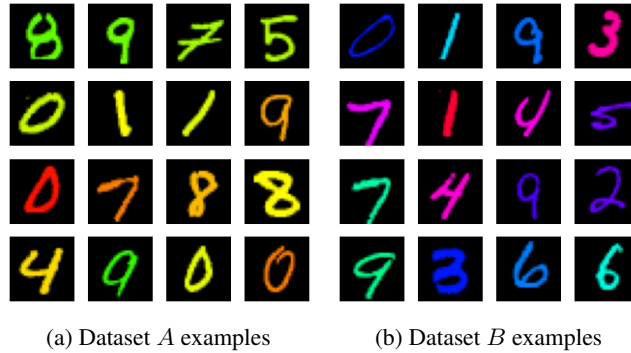 8 9 7 5 0 1 9 3
0 1 1 9 7 1 4 5
0 7 8 8 7 4 9 2
4 9 0 0 9 3 6 6
(a) Dataset A examples (b) Dataset B examples